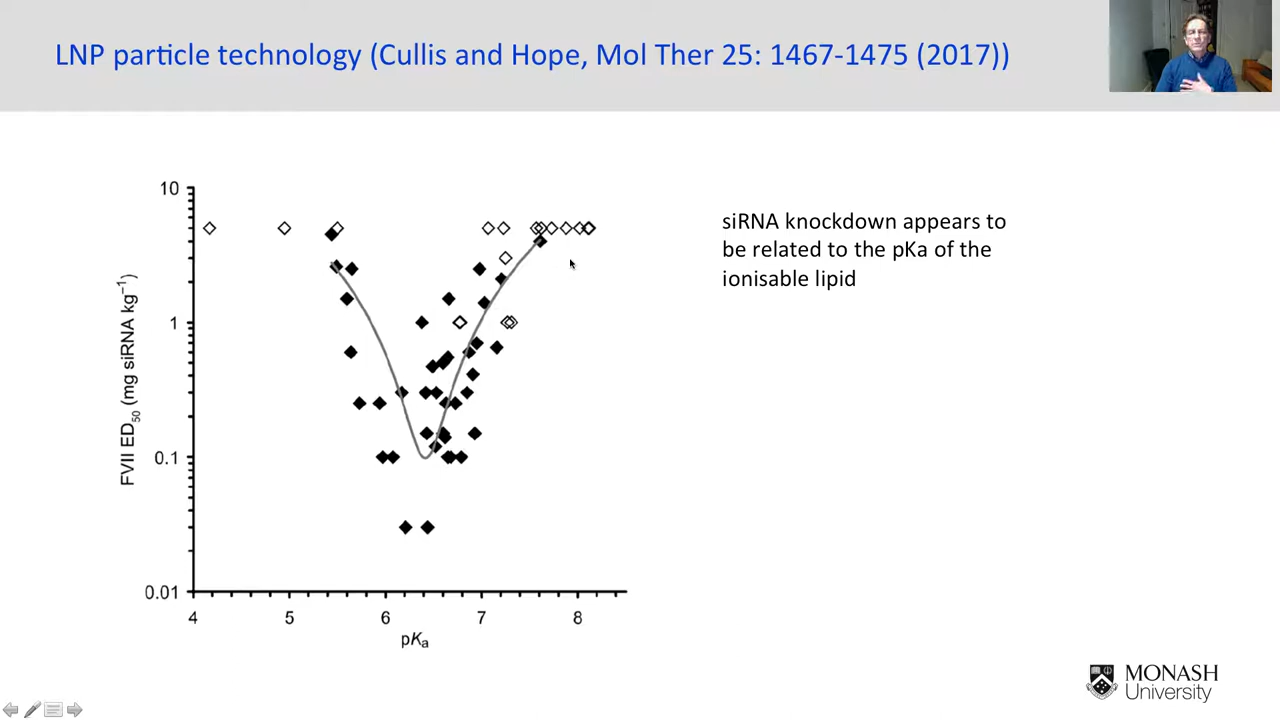 LNP particle technology (Cullis and Hope, Mol Ther 25: 1467-1475 (2017))
siRNA knockdown appears to
be related to the pKa of the
ionisable lipid
10
1
0.1
0.01
FVII ED50 (mg siRNA kg−1)
4 5 6 7 8
pKa
MONASH
University